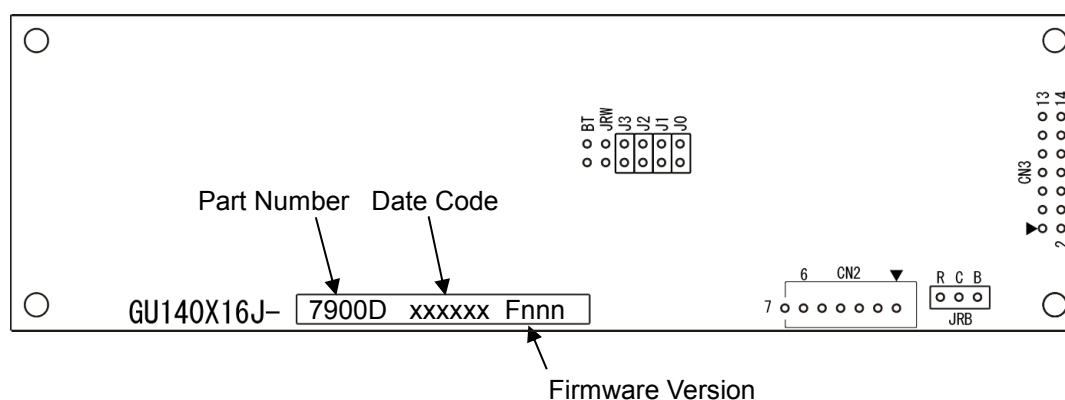 BT JRW J3 J2 J1 J0
13 14
CN3
2
Part Number Date Code
6 CN2
7
R C B
JRB
GU140X16J- 7900D xxxxxx Fnnn
Firmware Version